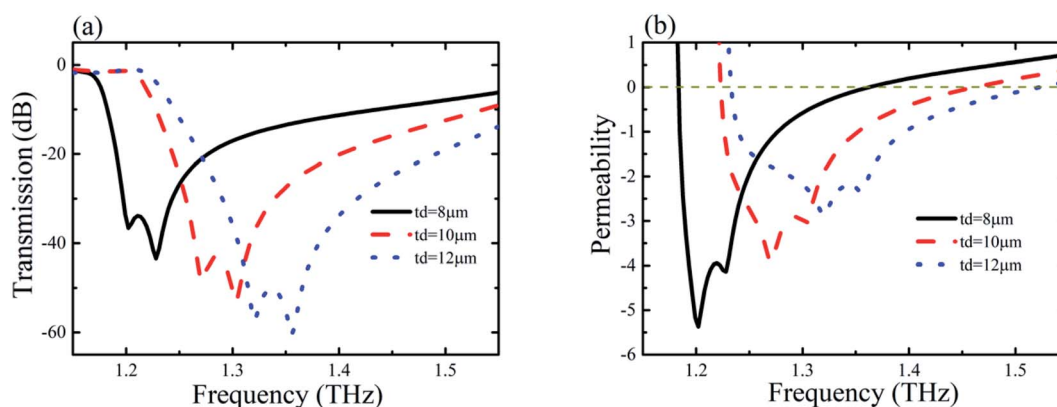 (a)
Transmission (dB)
0
-20
-40
-60
td=8μm
td=10μm
td=12μm
1.2 1.3 1.4 1.5
Frequency (THz)
(b)
Permeability
1
0
-1
-2
-3
-4
-5
-6
td=8μm
td=10μm
td=12μm
1.2 1.3 1.4 1.5
Frequency (THz)